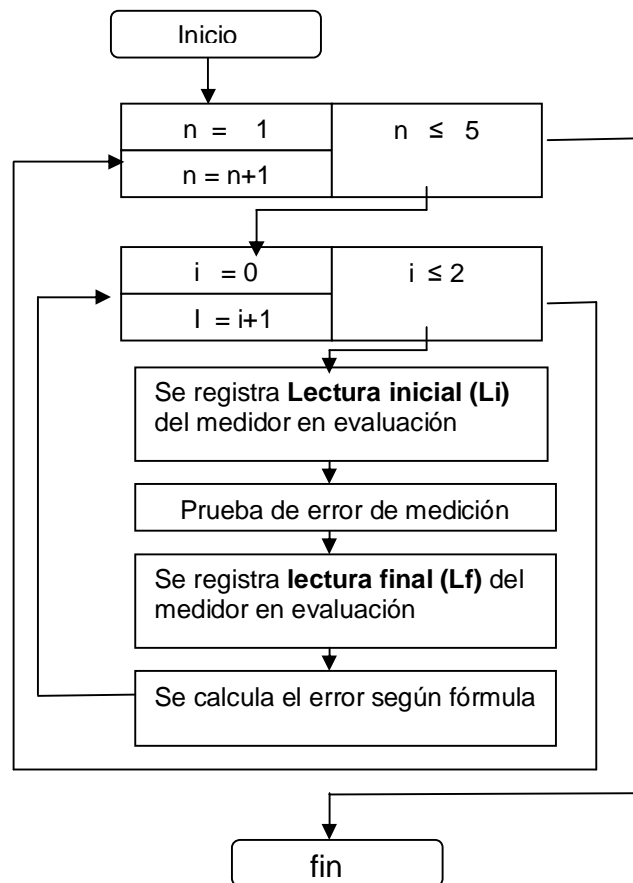 Inicio
n = 1
n ≤ 5
n = n+1
i = 0
i ≤ 2
I = i+1
Se registra Lectura inicial (Li)
del medidor en evaluación
Prueba de error de medición
Se registra lectura final (Lf) del
medidor en evaluación
Se calcula el error según fórmula
fin